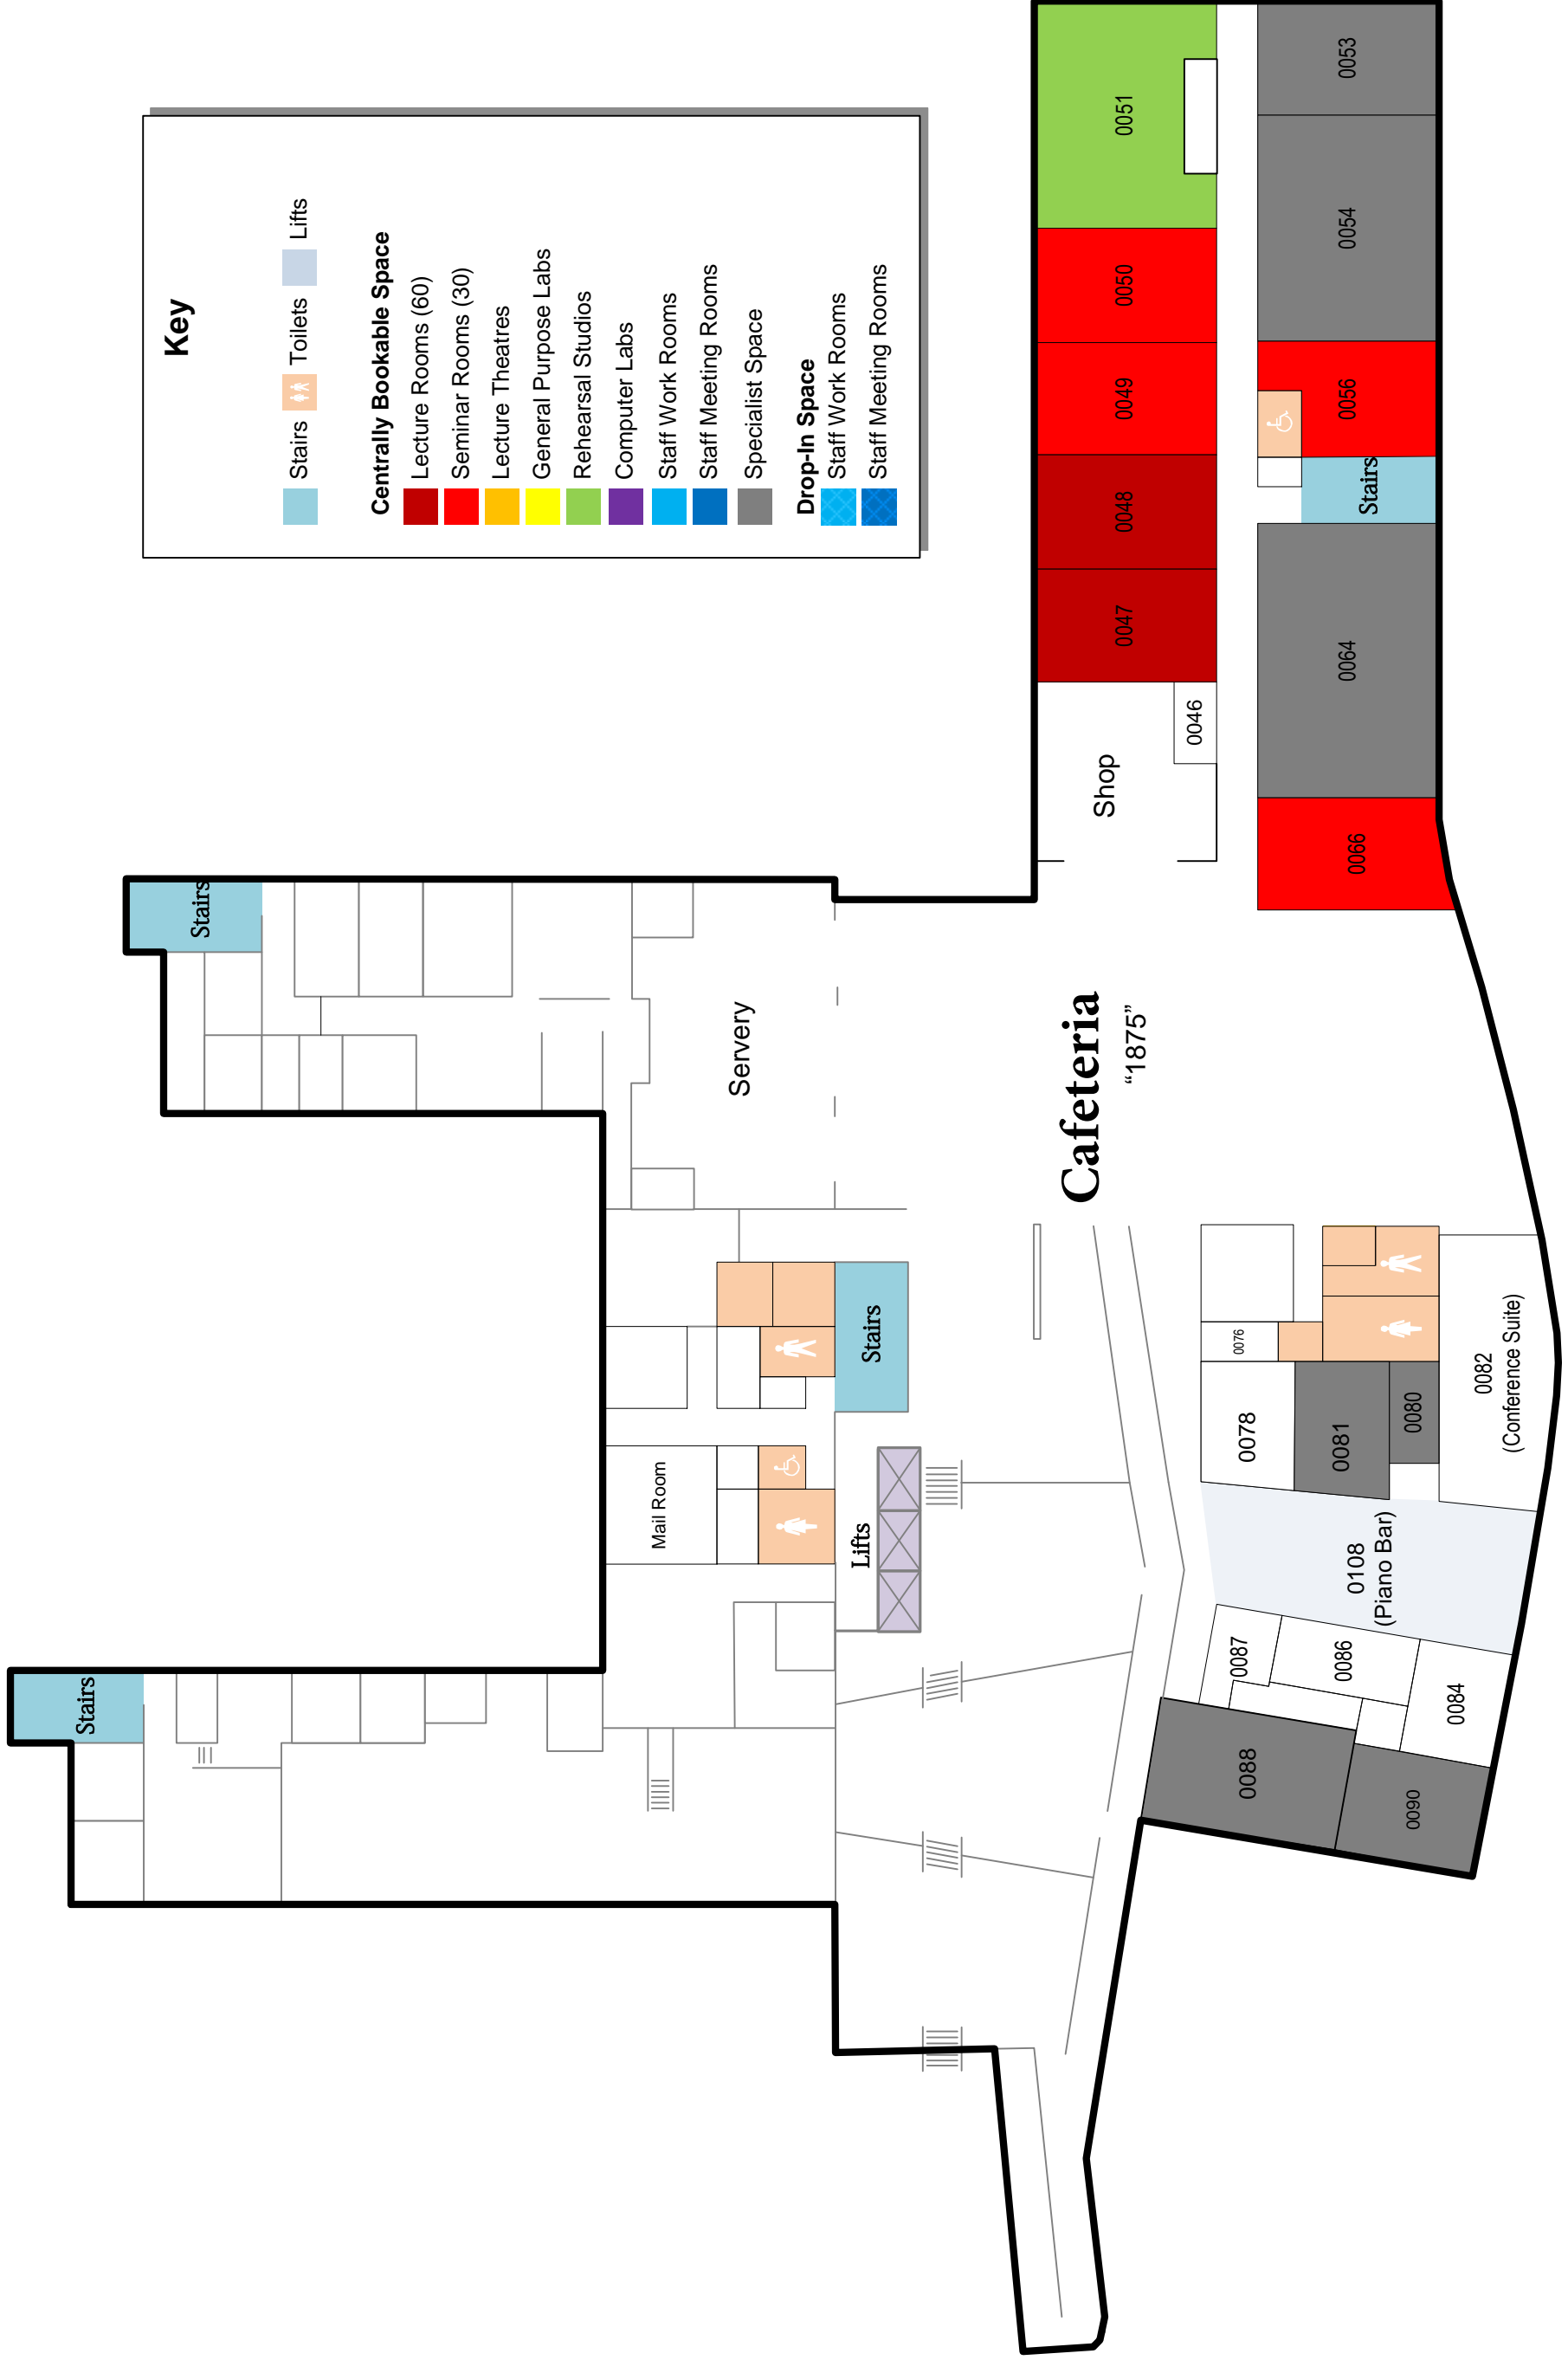 Key
Stairs
Toilets
Lifts
Centrally Bookable Space
Lecture Rooms (60)
Seminar Rooms (30)
Lecture Theatres
General Purpose Labs
Rehearsal Studios
Computer Labs
Staff Work Rooms
Staff Meeting Rooms
Specialist Space
Drop-In Space
Staff Work Rooms
Staff Meeting Rooms
Stairs
Stairs
Servery
Mail Room
Stairs
Lifts
Cafeteria
“1875”
Shop
0046
0047
0048
0049
0050
0051
0053
0054
0056
Stairs
0064
0066
0076
0078
0081
0080
0082
(Conference Suite)
0108
(Piano Bar)
0087
0086
0084
0088
0090